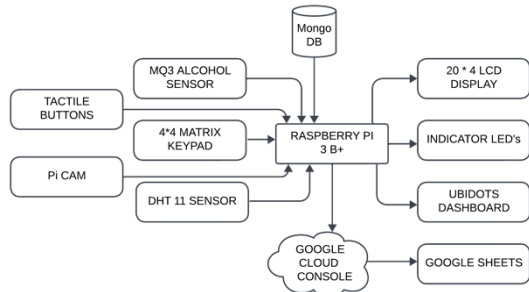 Mongo
DB
MQ3 ALCOHOL
SENSOR
20 * 4 LCD
DISPLAY
TACTILE
BUTTONS
4*4 MATRIX
KEYPAD
RASPBERRY PI
3 B+
INDICATOR LED's
Pi CAM
DHT 11 SENSOR
UBIDOTS
DASHBOARD
GOOGLE
CLOUD
CONSOLE
GOOGLE SHEETS